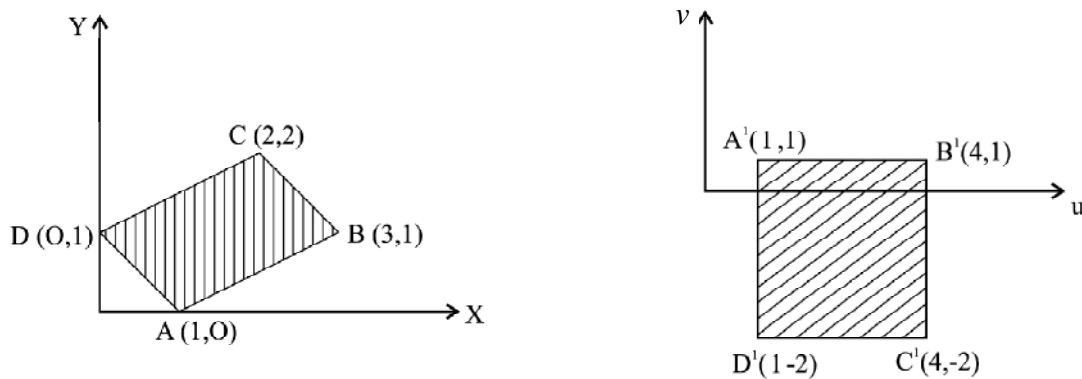 Y
C (2,2)
D (O,1)
B (3,1)
X
A (1,O)
v
A¹(1,1)
B¹(4,1)
u
D¹(1-2)
C¹(4,-2)